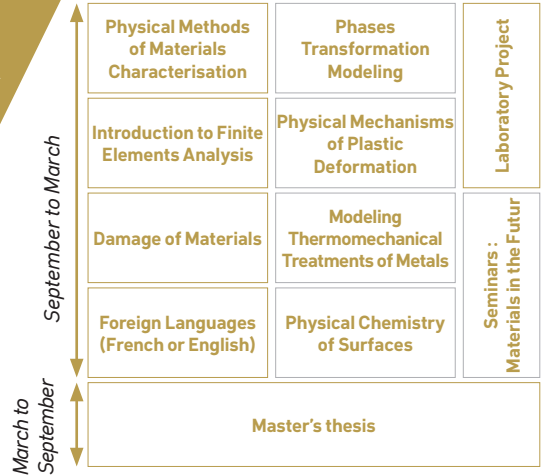 September to March
Physical Methods
of Materials
Characterisation
Phases
Transformation
Modeling
Laboratory Project
Introduction to Finite
Elements Analysis
Physical Mechanisms
of Plastic
Deformation
Damage of Materials
Modeling
Thermomechanical
Treatments of Metals
Seminars :
Materials in the Futur
Foreign Languages
(French or English)
Physical Chemistry
of Surfaces
March to
September
Master's thesis